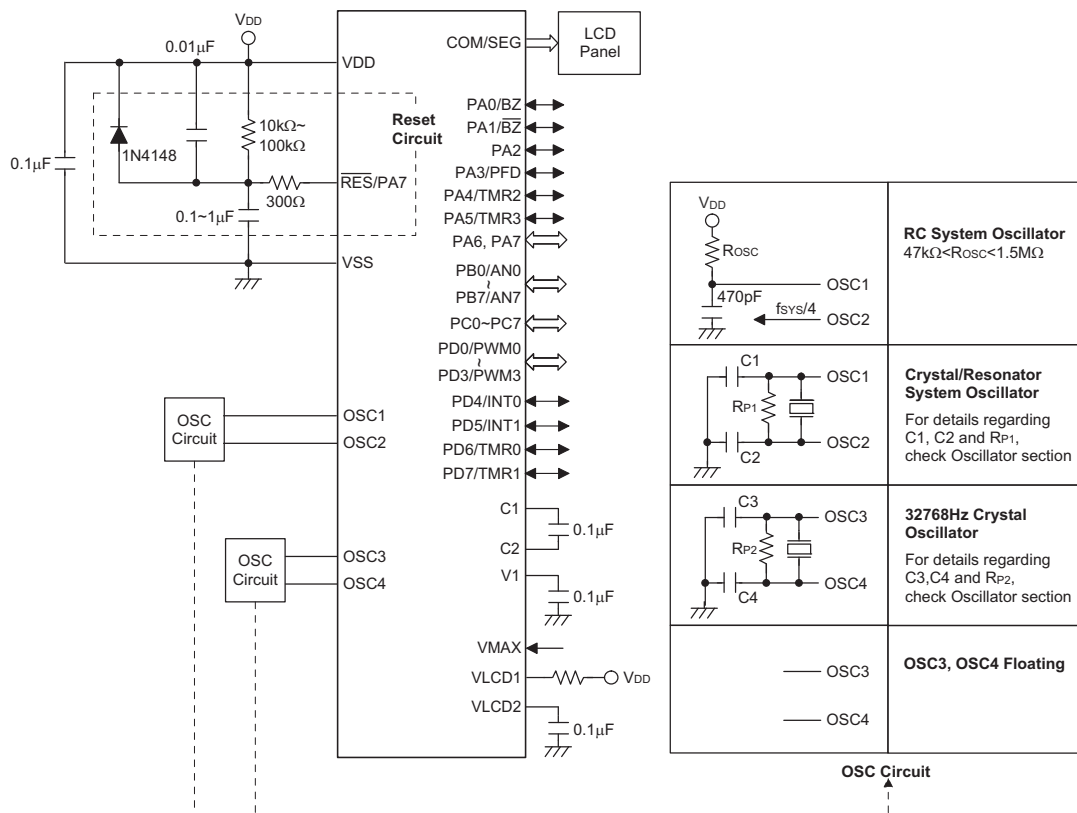 VDD
0.01μF
VDD
COM/SEG
LCD
Panel
Reset
Circuit
10kΩ~
100kΩ
1N4148
0.1μF
300Ω
RES/PA7
0.1~1μF
VSS
PA0/BZ
PA1/BZ
PA2
PA3/PFD
PA4/TMR2
PA5/TMR3
PA6, PA7
PB0/AN0
~
PB7/AN7
PC0~PC7
PD0/PWM0
~
PD3/PWM3
PD4/INT0
PD5/INT1
PD6/TMR0
PD7/TMR1
OSC
Circuit
OSC1
OSC2
OSC
Circuit
OSC3
OSC4
C1
0.1μF
C2
V1
0.1μF
VMAX
VLCD1
VDD
VLCD2
0.1μF
VDD
ROSC
OSC1
470pF
fSYS/4
OSC2
RC System Oscillator
47kΩ<ROSC<1.5MΩ
C1
OSC1
RP1
OSC2
C2
Crystal/Resonator
System Oscillator
For details regarding
C1, C2 and RP1,
check Oscillator section
C3
OSC3
RP2
OSC4
C4
32768Hz Crystal
Oscillator
For details regarding
C3,C4 and RP2,
check Oscillator section
OSC3
OSC4
OSC3, OSC4 Floating
OSC Circuit